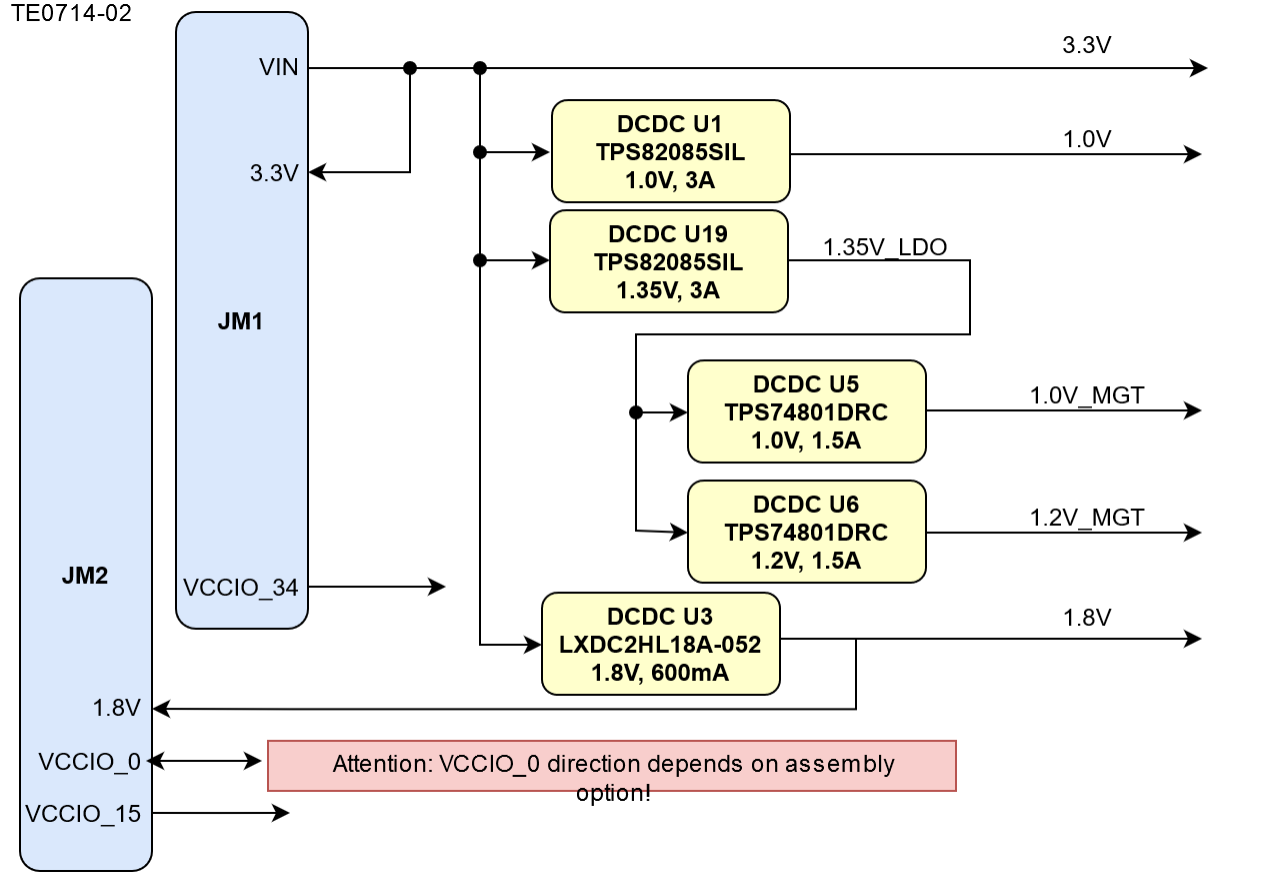 TE0714-02
VIN
3.3V
3.3V
JM1
VCCIO_34
DCDC U1
TPS82085SIL
1.0V, 3A
1.0V
DCDC U19
TPS82085SIL
1.35V, 3A
1.35V_LDO
DCDC U5
TPS74801DRC
1.0V, 1.5A
1.0V_MGT
DCDC U6
TPS74801DRC
1.2V, 1.5A
1.2V_MGT
DCDC U3
LXDC2HL18A-052
1.8V, 600mA
1.8V
JM2
1.8V
VCCIO_0
VCCIO_15
Attention: VCCIO_0 direction depends on assembly
option!